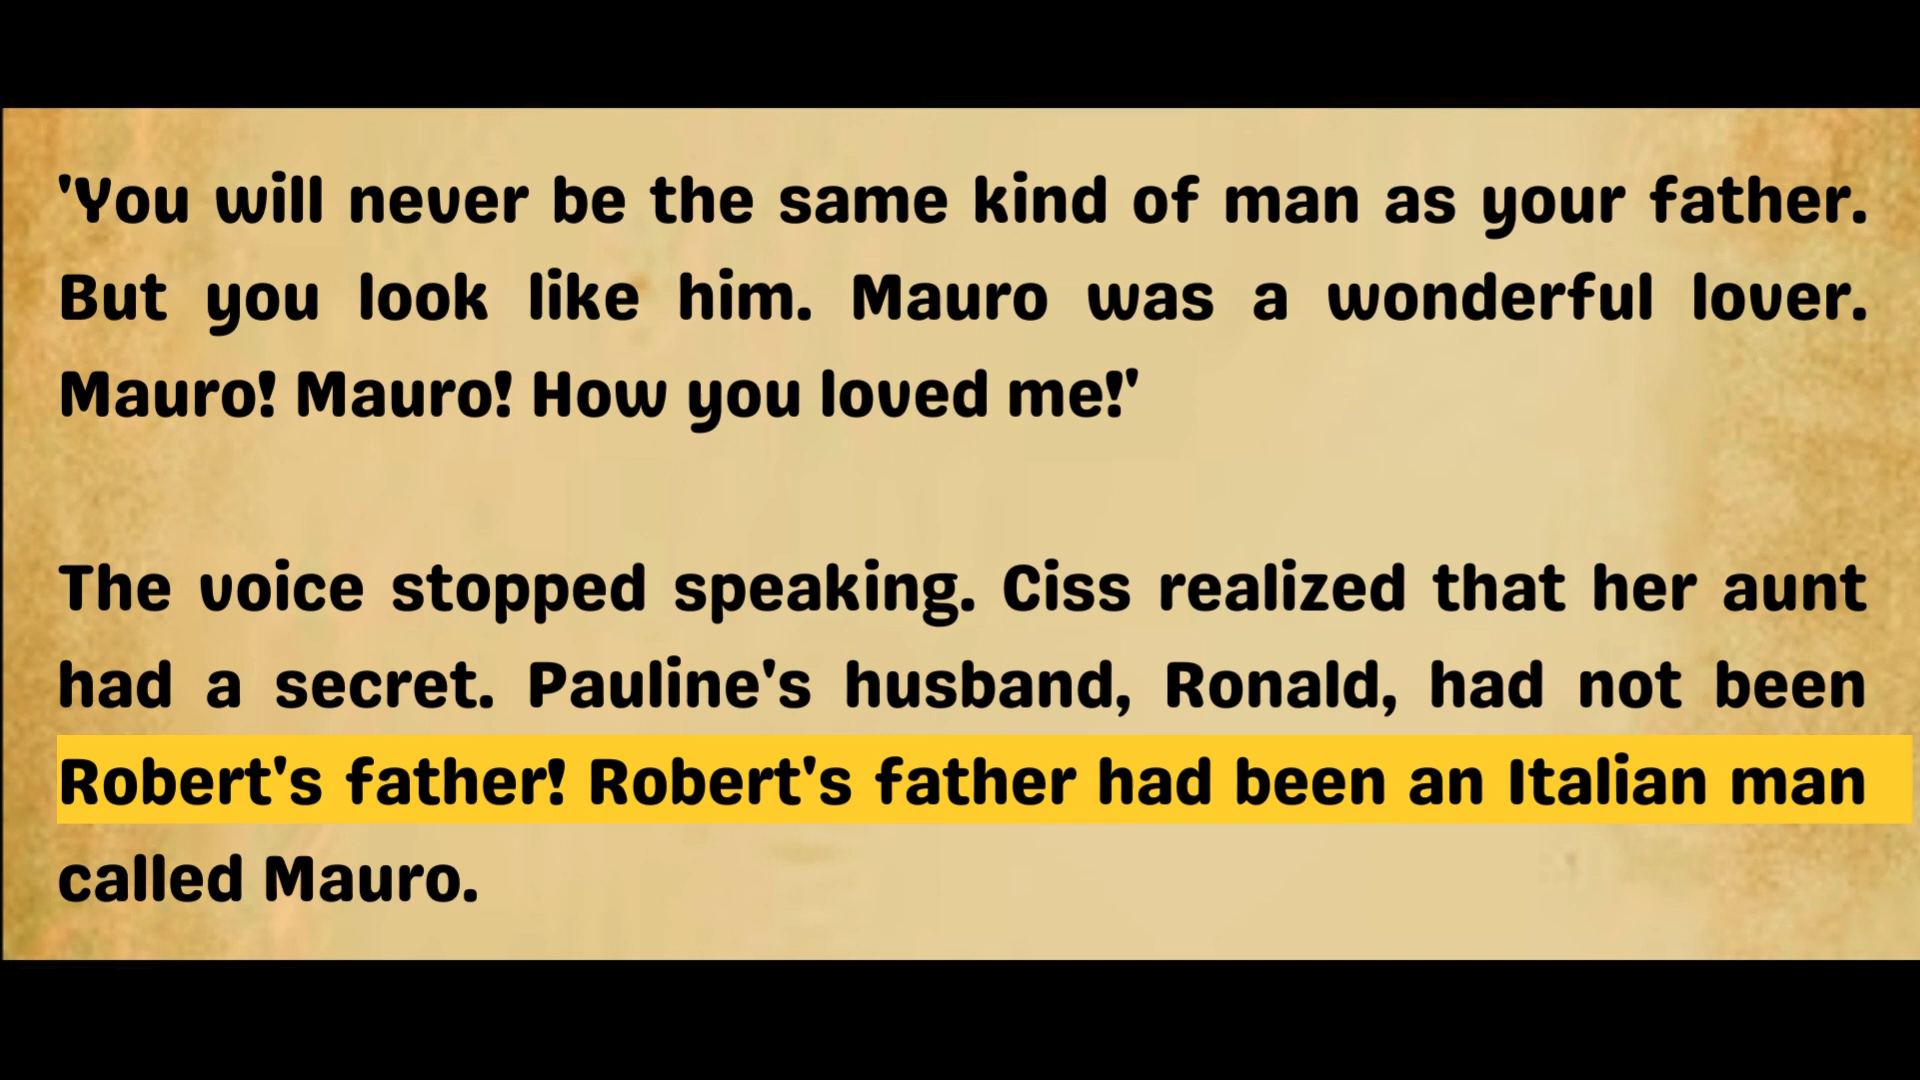 'You will never be the same kind of man as your father.
But you look like him. Mauro was a wonderful lover.
Mauro! Mauro! How you loved me!'
The voice stopped speaking. Ciss realized that her aunt
had a secret. Pauline's husband, Ronald, had not been
Robert's father! Robert's father had been an Italian man
called Mauro.